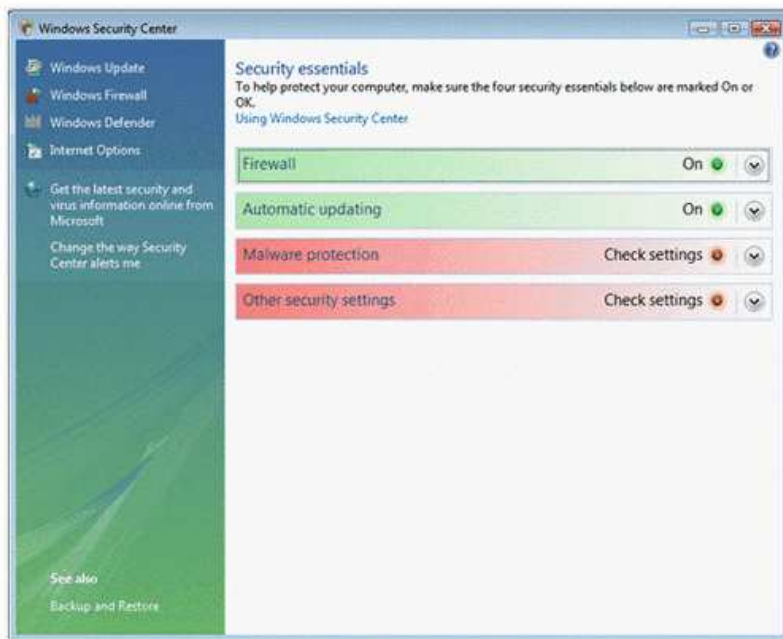 Windows Security Center
Windows Update
Windows Firewall
Windows Defender
Internet Options
Get the latest security and
virus information online from
Microsoft
Change the way Security
Center alerts me
See also
Backup and Restore
Security essentials
To help protect your computer, make sure the four security essentials below are marked On or
OK.
Using Windows Security Center
Firewall On
Automatic updating On
Malware protection Check settings
Other security settings Check settings